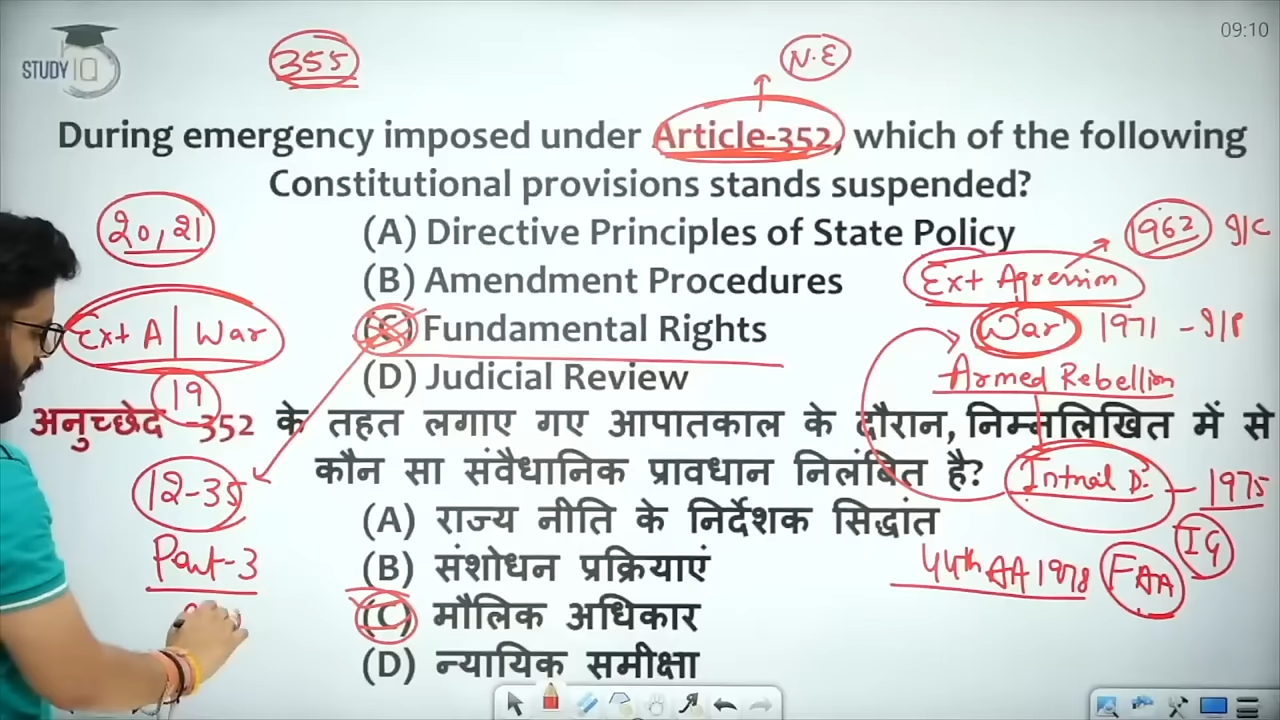 09:10
STUDY IQ
355
N.E
During emergency imposed under Article-352, which of the following
Constitutional provisions stands suspended?
20, 21
(A) Directive Principles of State Policy
1962 I/C
(B) Amendment Procedures
Ext Agression
Ext A | War
(C) Fundamental Rights
War 1971 - I/P
(D) Judicial Review
Armed Rebellion
19
अनुच्छेद -352 के तहत लगाए गए आपातकाल के दौरान, निम्नलिखित में से
कौन सा संवैधानिक प्रावधान निलंबित है?
12-35
Intnail D. - 1975
(A) राज्य नीति के निर्देशक सिद्धांत
Part-3
(B) संशोधन प्रक्रियाएं
IG
44th AA 1978 FAA
(C) मौलिक अधिकार
(D) न्यायिक समीक्षा